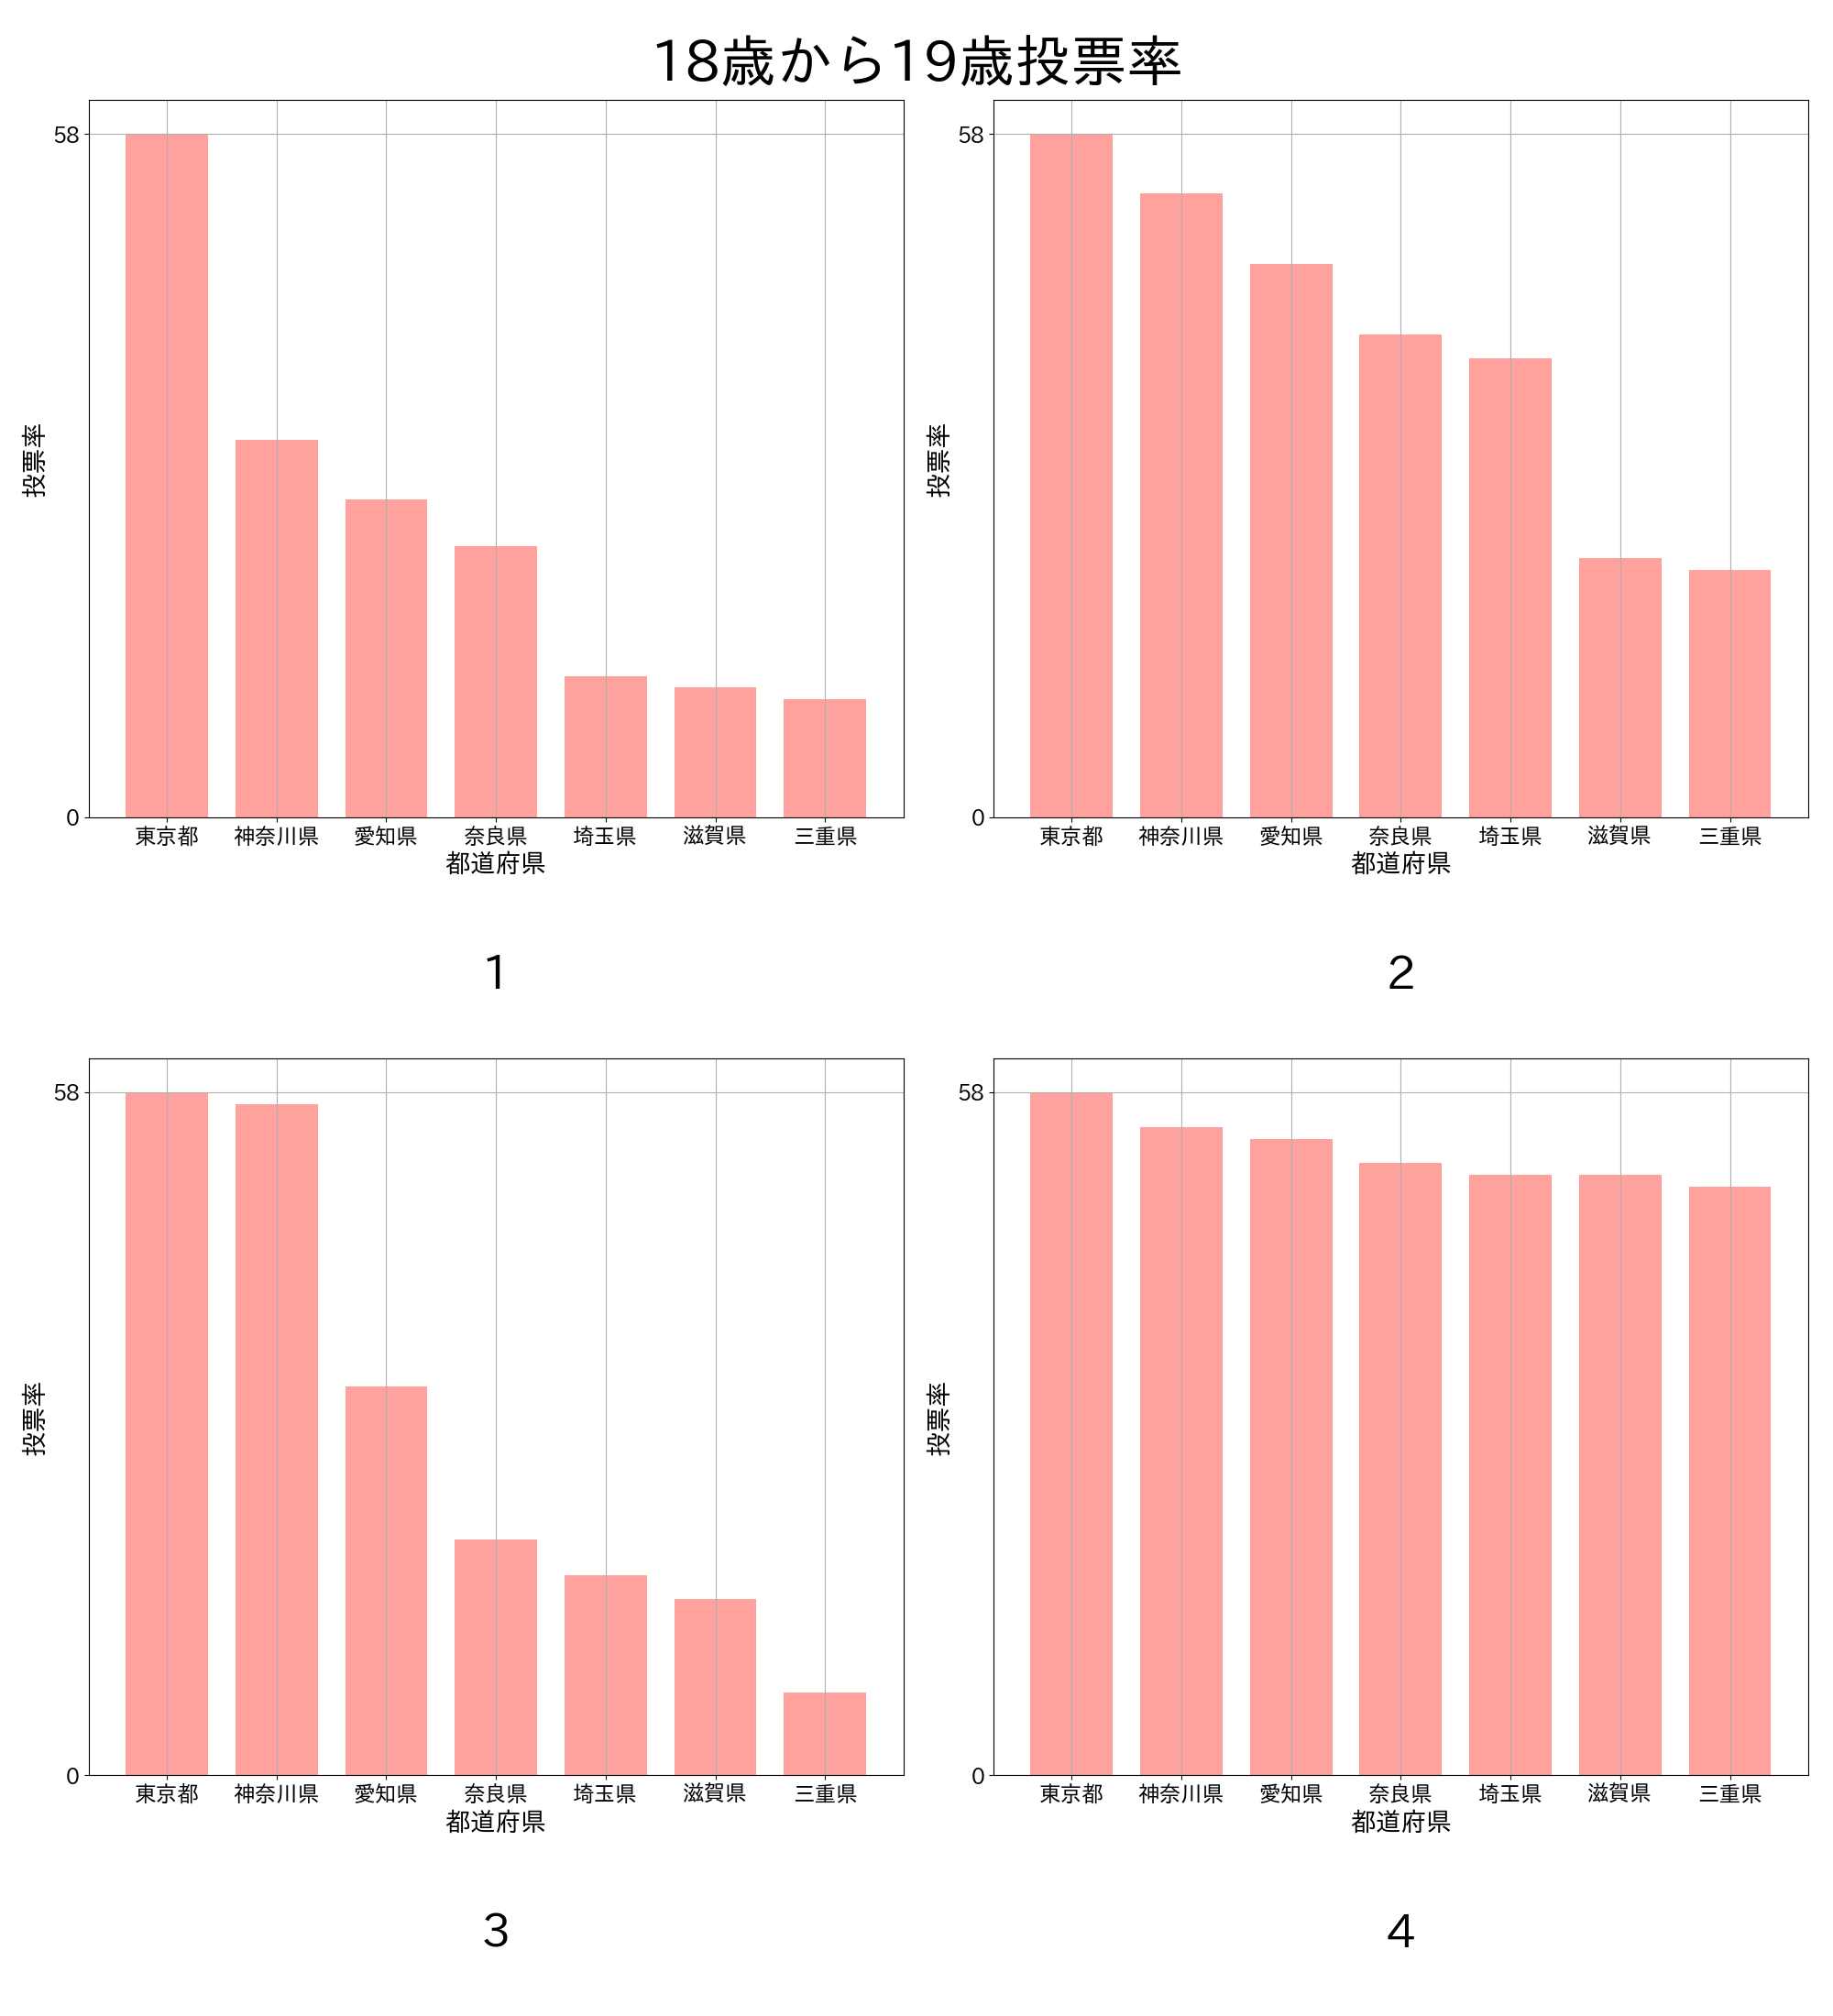 18歳から19歳投票率
58
投票率
0
東京都 神奈川県 愛知県 奈良県 埼玉県 滋賀県 三重県
都道府県
1
58
投票率
0
東京都 神奈川県 愛知県 奈良県 埼玉県 滋賀県 三重県
都道府県
2
58
投票率
0
東京都 神奈川県 愛知県 奈良県 埼玉県 滋賀県 三重県
都道府県
3
58
投票率
0
東京都 神奈川県 愛知県 奈良県 埼玉県 滋賀県 三重県
都道府県
4